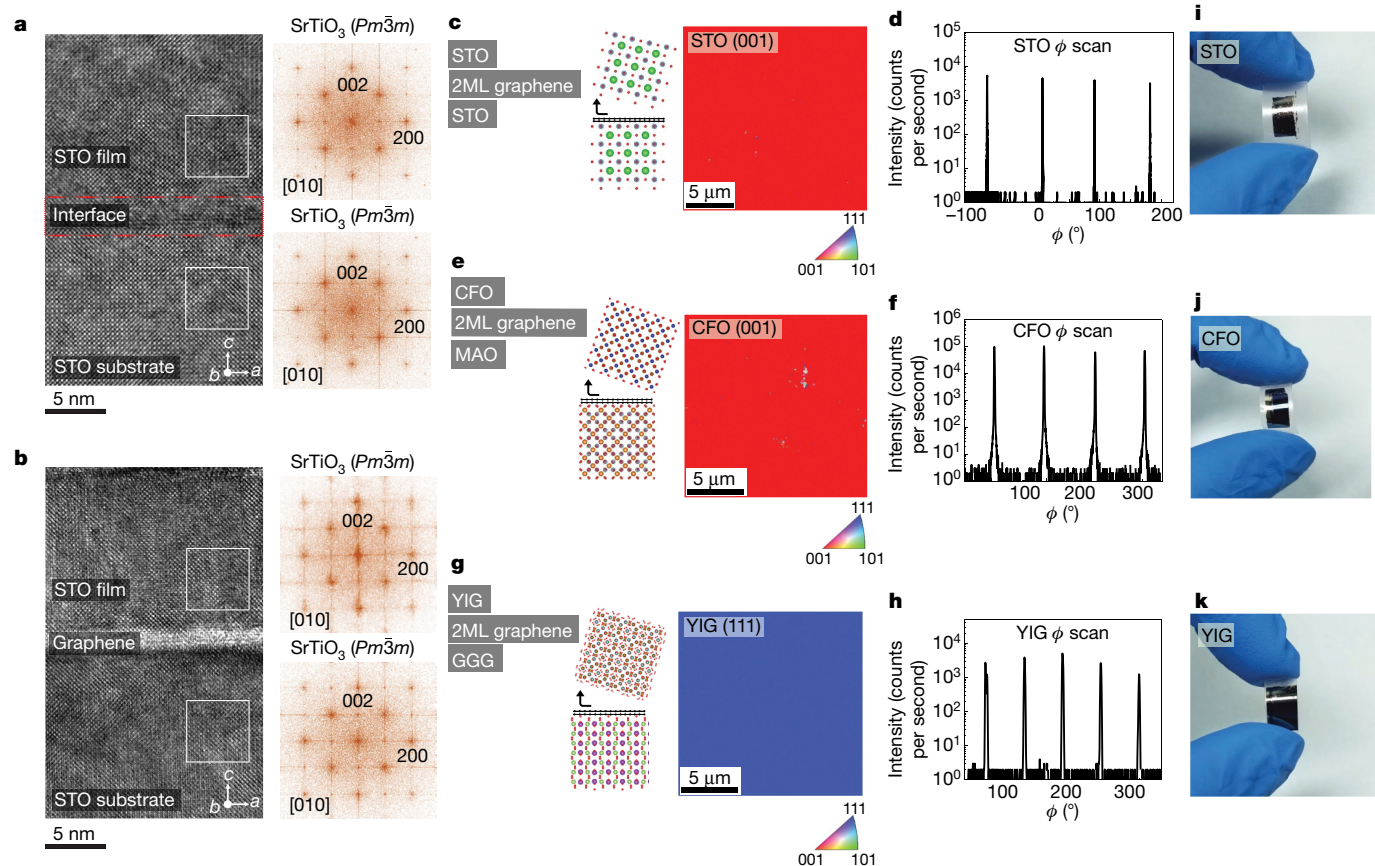 a
SrTiO3 (Pm3̄m)
002
200
[010]
STO film
Interface
STO substrate
c
b
a
5 nm
SrTiO3 (Pm3̄m)
002
200
[010]
b
SrTiO3 (Pm3̄m)
002
200
[010]
STO film
Graphene
STO substrate
c
b
a
5 nm
SrTiO3 (Pm3̄m)
002
200
[010]
c
STO
2ML graphene
STO
STO (001)
5 μm
111
001
101
d
STO ϕ scan
Intensity (counts
per second)
10^5
10^4
10^3
10^2
10^1
10^0
−100
0
100
200
ϕ (°)
i
STO
e
CFO
2ML graphene
MAO
CFO (001)
5 μm
111
001
101
f
CFO ϕ scan
Intensity (counts
per second)
10^6
10^5
10^4
10^3
10^2
10^1
10^0
100
200
300
ϕ (°)
j
CFO
g
YIG
2ML graphene
GGG
YIG (111)
5 μm
111
001
101
h
YIG ϕ scan
Intensity (counts
per second)
10^4
10^3
10^2
10^1
10^0
100
200
300
ϕ (°)
k
YIG